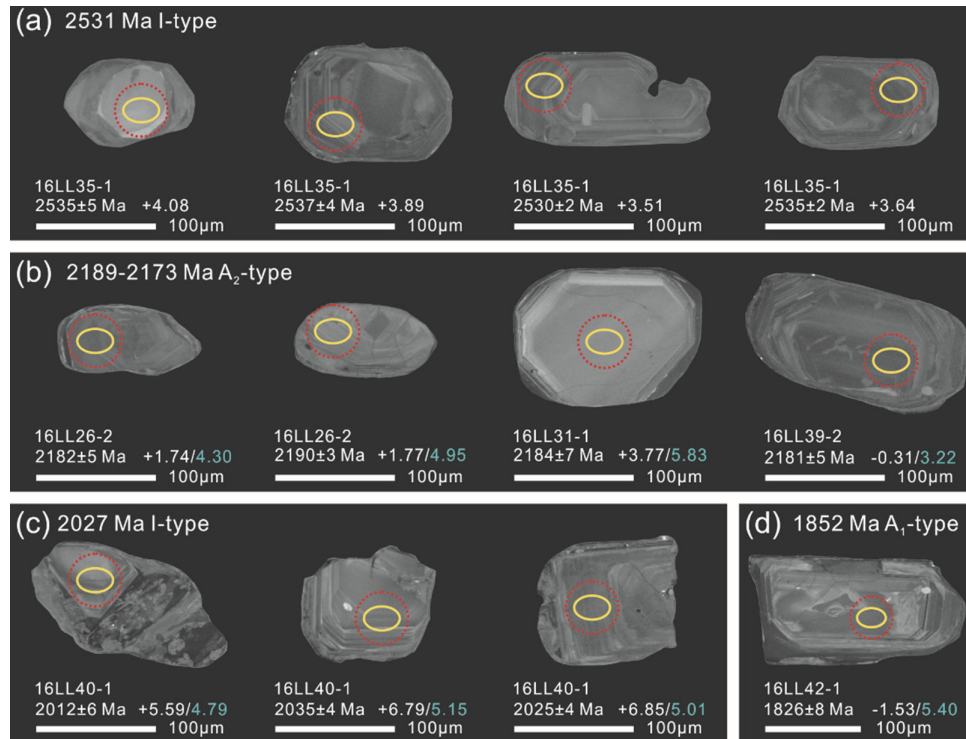 (a) 2531 Ma I-type
16LL35-1
2535±5 Ma +4.08
100μm
16LL35-1
2537±4 Ma +3.89
100μm
16LL35-1
2530±2 Ma +3.51
100μm
16LL35-1
2535±2 Ma +3.64
100μm
(b) 2189-2173 Ma A₂-type
16LL26-2
2182±5 Ma +1.74/4.30
100μm
16LL26-2
2190±3 Ma +1.77/4.95
100μm
16LL31-1
2184±7 Ma +3.77/5.83
100μm
16LL39-2
2181±5 Ma -0.31/3.22
100μm
(c) 2027 Ma I-type
16LL40-1
2012±6 Ma +5.59/4.79
100μm
16LL40-1
2035±4 Ma +6.79/5.15
100μm
16LL40-1
2025±4 Ma +6.85/5.01
100μm
(d) 1852 Ma A₁-type
16LL42-1
1826±8 Ma -1.53/5.40
100μm